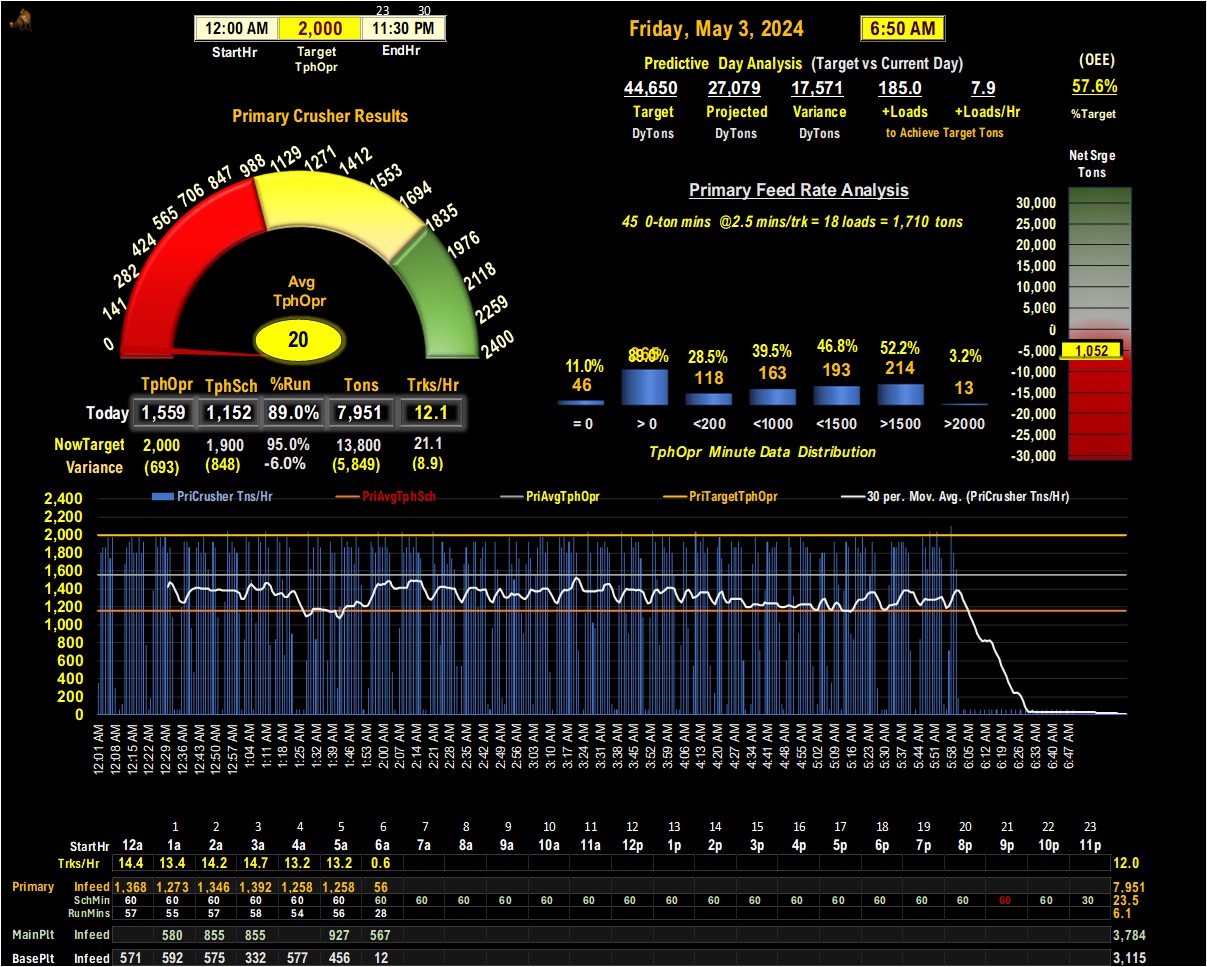 23 30
12:00 AM 2,000 11:30 PM
StartHr Target TphOpr EndHr
Friday, May 3, 2024 6:50 AM
Predictive Day Analysis (Target vs Current Day)
44,650 27,079 17,571 185.0 7.9
Target Projected Variance +Loads +Loads/Hr
DyTons DyTons DyTons to Achieve Target Tons
(OEE)
57.6%
%Target
Primary Crusher Results
0 141 282 424 565 706 847 988 1129 1271 1412 1553 1694 1835 1976 2118 2259 2400
Avg
TphOpr
20
TphOpr TphSch %Run Tons Trks/Hr
Today 1,559 1,152 89.0% 7,951 12.1
NowTarget 2,000 1,900 95.0% 13,800 21.1
Variance (693) (848) -6.0% (5,849) (8.9)
Primary Feed Rate Analysis
45 0-ton mins @2.5 mins/trk = 18 loads = 1,710 tons
11.0% 89.0% 28.5% 39.5% 46.8% 52.2% 3.2%
46 118 163 193 214 13
= 0 > 0 <200 <1000 <1500 >1500 >2000
TphOpr Minute Data Distribution
Net Srge
Tons
30,000
25,000
20,000
15,000
10,000
5,000
0
-5,000
1,052
-10,000
-15,000
-20,000
-25,000
-30,000
PriCrusher Tns/Hr PriAvgTphSch PriAvgTphOpr PriTargetTphOpr 30 per. Mov. Avg. (PriCrusher Tns/Hr)
2,400
2,200
2,000
1,800
1,600
1,400
1,200
1,000
800
600
400
200
0
12:01 AM 12:08 AM 12:15 AM 12:22 AM 12:29 AM 12:36 AM 12:43 AM 12:50 AM 12:57 AM 1:04 AM 1:11 AM 1:18 AM 1:25 AM 1:32 AM 1:39 AM 1:46 AM 1:53 AM 2:00 AM 2:07 AM 2:14 AM 2:21 AM 2:28 AM 2:35 AM 2:42 AM 2:49 AM 2:56 AM 3:03 AM 3:10 AM 3:17 AM 3:24 AM 3:31 AM 3:38 AM 3:45 AM 3:52 AM 3:59 AM 4:06 AM 4:13 AM 4:20 AM 4:27 AM 4:34 AM 4:41 AM 4:48 AM 4:55 AM 5:02 AM 5:09 AM 5:16 AM 5:23 AM 5:30 AM 5:37 AM 5:44 AM 5:51 AM 5:58 AM 6:05 AM 6:12 AM 6:19 AM 6:26 AM 6:33 AM 6:40 AM 6:47 AM
1 2 3 4 5 6 7 8 9 10 11 12 13 14 15 16 17 18 19 20 21 22 23
StartHr 12a 1a 2a 3a 4a 5a 6a 7a 8a 9a 10a 11a 12p 1p 2p 3p 4p 5p 6p 7p 8p 9p 10p 11p
Trks/Hr 14.4 13.4 14.2 14.7 13.2 13.2 0.6 12.0
Primary Infeed 1,368 1,273 1,346 1,392 1,258 1,258 56 7,951
SchMin 60 60 60 60 60 60 60 60 60 60 60 60 60 60 60 60 60 60 60 60 60 60 60 30 23.5
RunMins 57 55 57 58 54 56 28 6.1
MainPlt Infeed 580 855 855 927 567 3,784
BasePlt Infeed 571 592 575 332 577 456 12 3,115